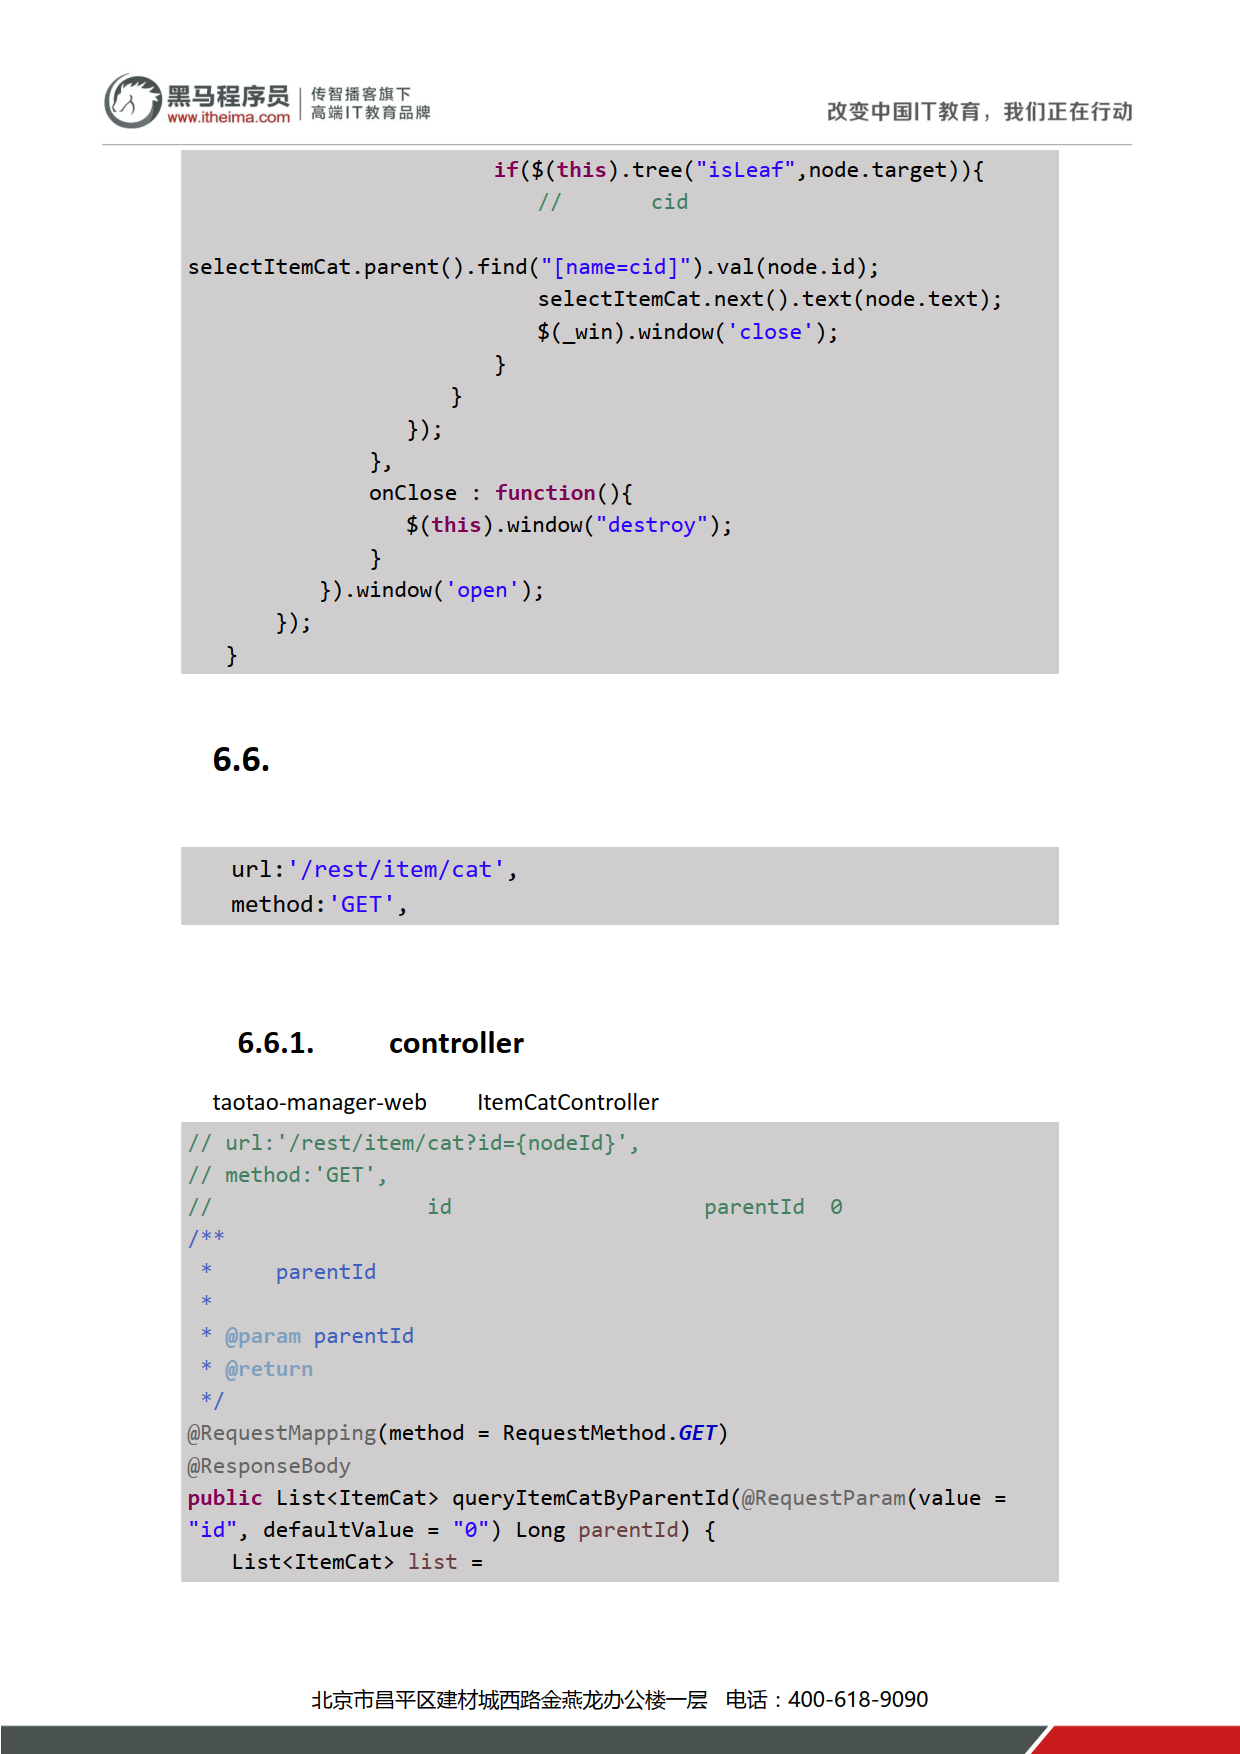 黑马程序员
www.itheima.com
传智播客旗下
高端IT教育品牌
改变中国IT教育，我们正在行动
if($(this).tree("isLeaf",node.target)){
// cid
selectItemCat.parent().find("[name=cid]").val(node.id);
selectItemCat.next().text(node.text);
$(_win).window('close');
}
}
});
},
onClose : function(){
$(this).window("destroy");
}
}).window('open');
});
}
6.6.
url:'/rest/item/cat',
method:'GET',
6.6.1. controller
taotao-manager-web ItemCatController
// url:'/rest/item/cat?id={nodeId}',
// method:'GET',
// id parentId 0
/**
* parentId
*
* @param parentId
* @return
*/
@RequestMapping(method = RequestMethod.GET)
@ResponseBody
public List<ItemCat> queryItemCatByParentId(@RequestParam(value =
"id", defaultValue = "0") Long parentId) {
List<ItemCat> list =
北京市昌平区建材城西路金燕龙办公楼一层 电话：400-618-9090